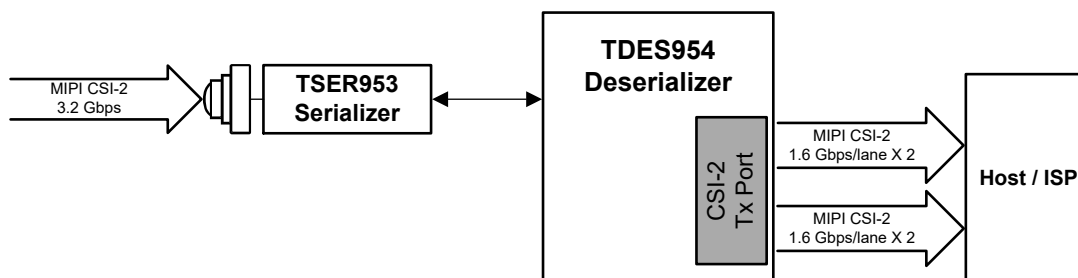 MIPI CSI-2
3.2 Gbps
TSER953
Serializer
TDES954
Deserializer
CSI-2
Tx Port
MIPI CSI-2
1.6 Gbps/lane X 2
MIPI CSI-2
1.6 Gbps/lane X 2
Host / ISP